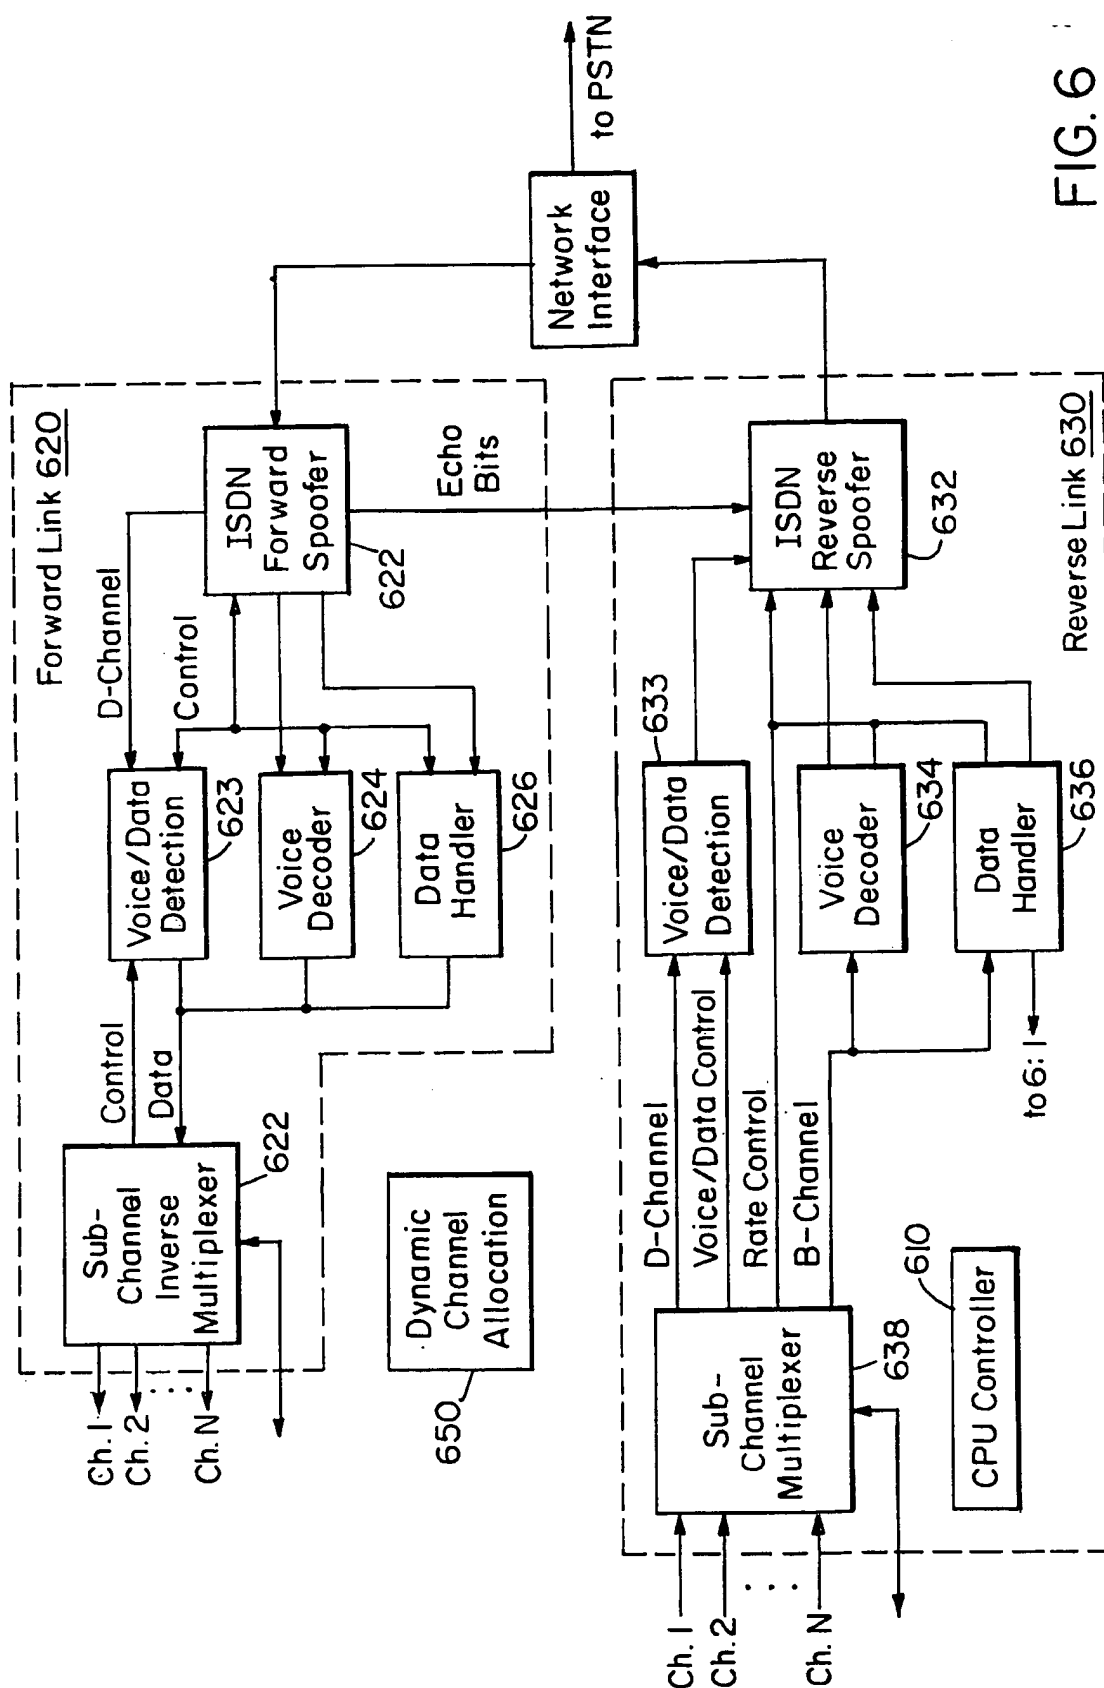 Forward Link 620
Sub-
Channel
Inverse
Multiplexer
622
Ch. 1
Ch. 2
Ch. N
Control
Data
Voice/Data
Detection
623
Voice
Decoder
624
Data
Handler
626
D-Channel
Control
ISDN
Forward
Spoofer
622
Echo
Bits
Network
Interface
to PSTN
Dynamic
Channel
Allocation
650
Reverse Link 630
Ch. 1
Ch. 2
Ch. N
Sub-
Channel
Multiplexer
638
D-Channel
Voice/Data Control
Rate Control
B-Channel
Voice/Data
Detection
633
Voice
Decoder
634
Data
Handler
636
to 6:1
ISDN
Reverse
Spoofer
632
CPU Controller
610
FIG. 6